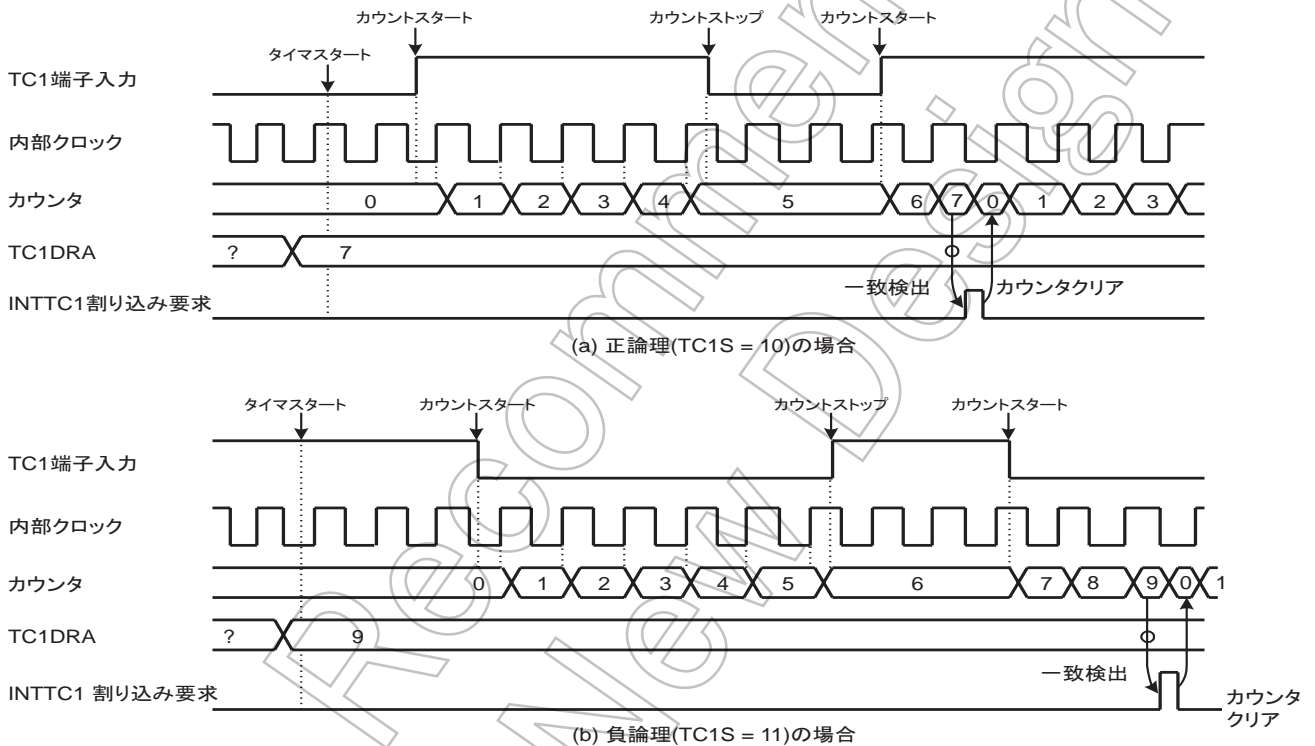 カウントスタート カウントストップ カウントスタート
タイマスタート
TC1端子入力
内部クロック
カウンタ 0 1 2 3 4 5 6 7 0 1 2 3
TC1DRA ? 7
一致検出 カウンタクリア
INTTC1割り込み要求
(a) 正論理(TC1S = 10)の場合
タイマスタート カウントスタート カウントストップ カウントスタート
TC1端子入力
内部クロック
カウンタ 0 1 2 3 4 5 6 7 8 9 0 1
TC1DRA ? 9
一致検出
INTTC1 割り込み要求 カウンタ
クリア
(b) 負論理(TC1S = 11)の場合
Recommen
New Design